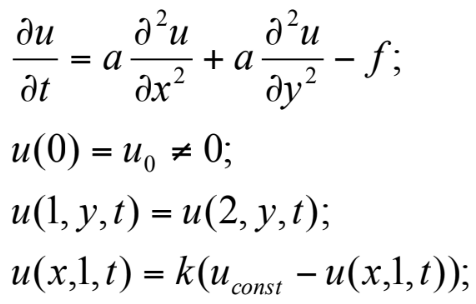 ∂u/∂t = a ∂²u/∂x² + a ∂²u/∂y² − f;
u(0) = u₀ ≠ 0;
u(1, y, t) = u(2, y, t);
u(x,1, t) = k(u_const − u(x,1, t));